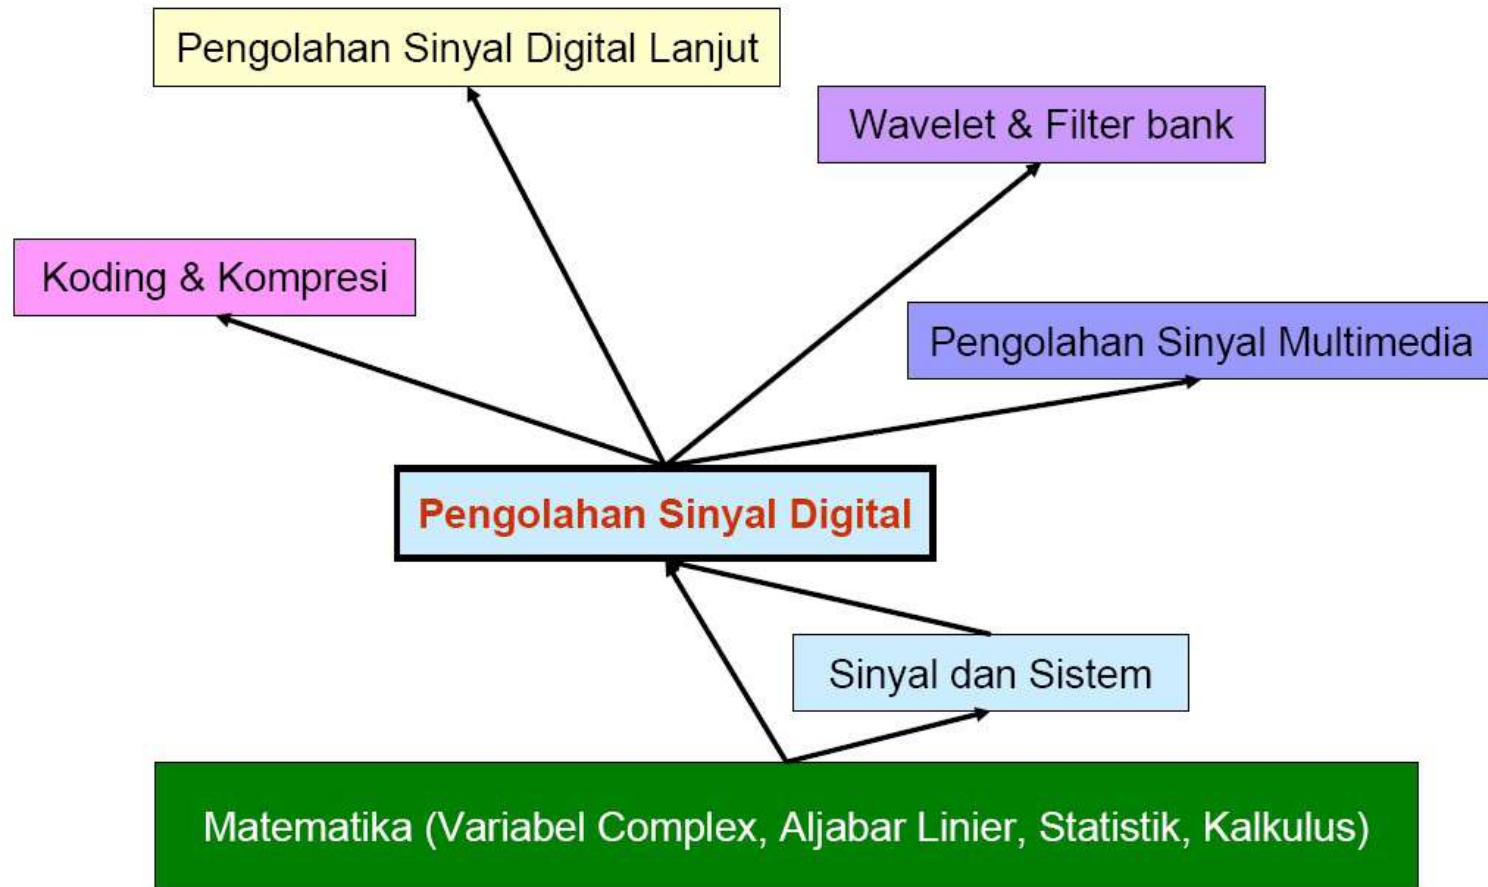 Pengolahan Sinyal Digital Lanjut
Wavelet & Filter bank
Koding & Kompresi
Pengolahan Sinyal Multimedia
Pengolahan Sinyal Digital
Sinyal dan Sistem
Matematika (Variabel Complex, Aljabar Linier, Statistik, Kalkulus)